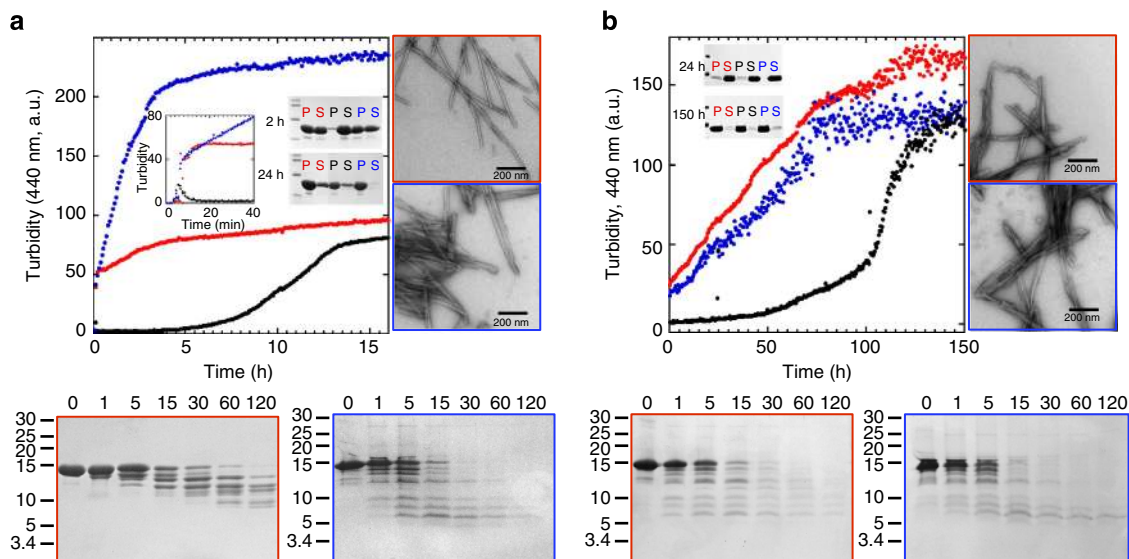 a
Turbidity (440 nm, a.u.)
200
150
100
50
0
0 5 10 15
Time (h)
Turbidity
80
40
0
0 20 40
Time (min)
P S P S P S
2 h
P S P S P S
24 h
200 nm
200 nm
b
Turbidity, 440 nm (a.u.)
150
100
50
0
0 50 100 150
Time (h)
P S P S P S
24 h
P S P S P S
150 h
200 nm
200 nm
0 1 5 15 30 60 120
30
25
20
15
10
5
3.4
0 1 5 15 30 60 120
30
25
20
15
10
5
3.4
0 1 5 15 30 60 120
30
25
20
15
10
5
3.4
0 1 5 15 30 60 120
30
25
20
15
10
5
3.4